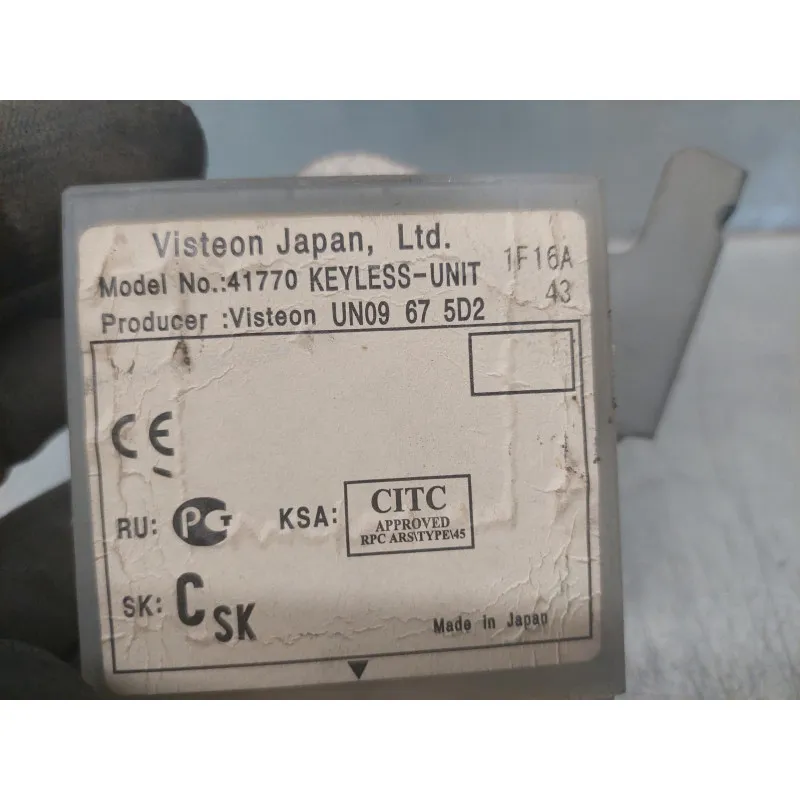 Visteon Japan, Ltd.
Model No.:41770 KEYLESS-UNIT 1F16A
Producer :Visteon UN09 67 5D2 43
CE
RU: PCT KSA: CITC
APPROVED
RPC ARS\TYPE\45
SK: CSK
Made in Japan